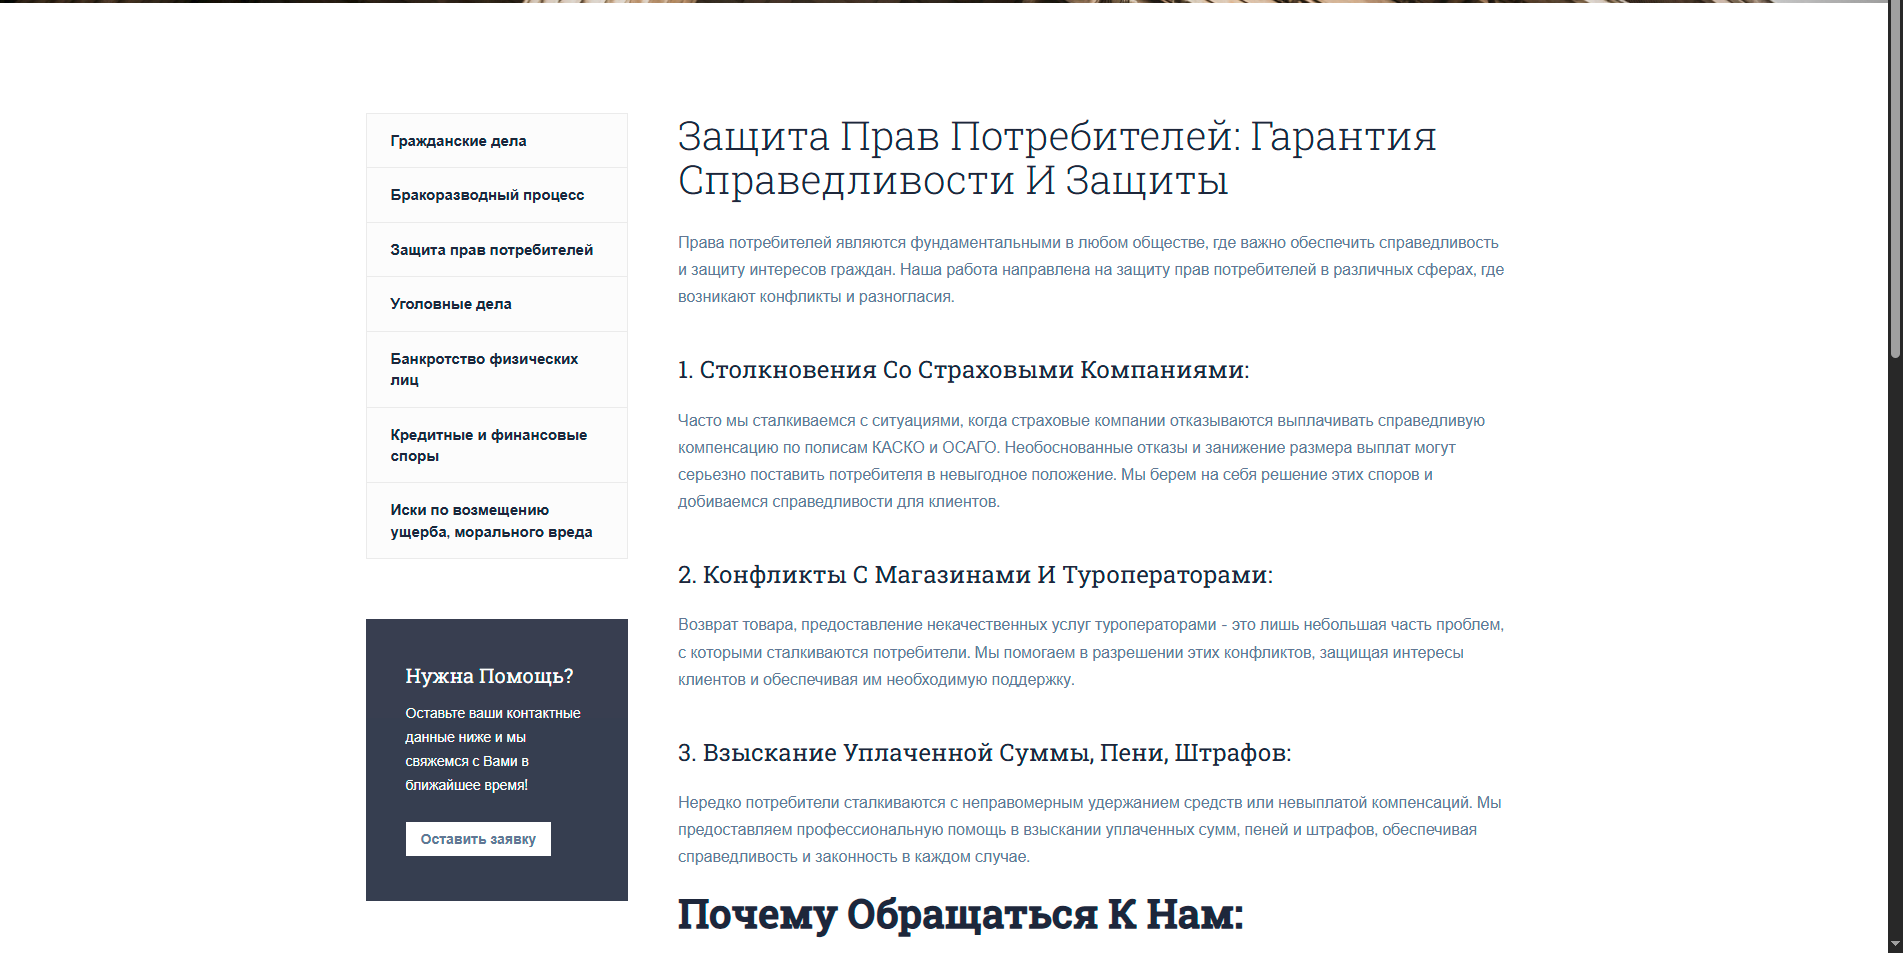 Гражданские дела
Бракоразводный процесс
Защита прав потребителей
Уголовные дела
Банкротство физических
лиц
Кредитные и финансовые
споры
Иски по возмещению
ущерба, морального вреда
Нужна Помощь?
Оставьте ваши контактные
данные ниже и мы
свяжемся с Вами в
ближайшее время!
Оставить заявку
Защита Прав Потребителей: Гарантия
Справедливости И Защиты
Права потребителей являются фундаментальными в любом обществе, где важно обеспечить справедливость
и защиту интересов граждан. Наша работа направлена на защиту прав потребителей в различных сферах, где
возникают конфликты и разногласия.
1. Столкновения Со Страховыми Компаниями:
Часто мы сталкиваемся с ситуациями, когда страховые компании отказываются выплачивать справедливую
компенсацию по полисам КАСКО и ОСАГО. Необоснованные отказы и занижение размера выплат могут
серьезно поставить потребителя в невыгодное положение. Мы берем на себя решение этих споров и
добиваемся справедливости для клиентов.
2. Конфликты С Магазинами И Туроператорами:
Возврат товара, предоставление некачественных услуг туроператорами - это лишь небольшая часть проблем,
с которыми сталкиваются потребители. Мы помогаем в разрешении этих конфликтов, защищая интересы
клиентов и обеспечивая им необходимую поддержку.
3. Взыскание Уплаченной Суммы, Пени, Штрафов:
Нередко потребители сталкиваются с неправомерным удержанием средств или невыплатой компенсаций. Мы
предоставляем профессиональную помощь в взыскании уплаченных сумм, пеней и штрафов, обеспечивая
справедливость и законность в каждом случае.
Почему Обращаться К Нам: